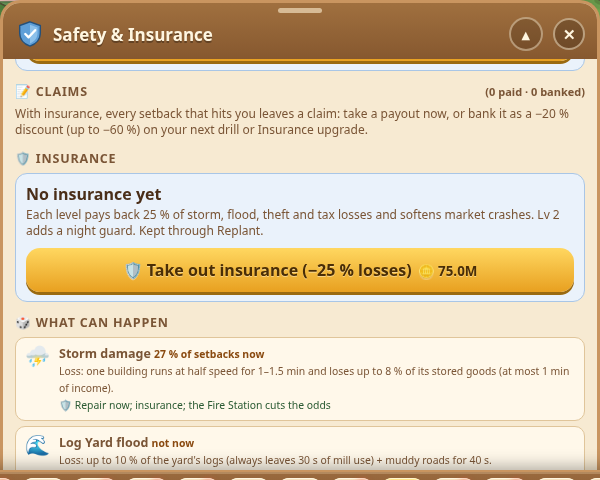 Safety & Insurance
CLAIMS
(0 paid · 0 banked)
With insurance, every setback that hits you leaves a claim: take a payout now, or bank it as a −20 %
discount (up to −60 %) on your next drill or Insurance upgrade.
INSURANCE
No insurance yet
Each level pays back 25 % of storm, flood, theft and tax losses and softens market crashes. Lv 2
adds a night guard. Kept through Replant.
Take out insurance (−25 % losses) 75.0M
WHAT CAN HAPPEN
Storm damage 27 % of setbacks now
Loss: one building runs at half speed for 1–1.5 min and loses up to 8 % of its stored goods (at most 1 min
of income).
Repair now; insurance; the Fire Station cuts the odds
Log Yard flood not now
Loss: up to 10 % of the yard's logs (always leaves 30 s of mill use) + muddy roads for 40 s.